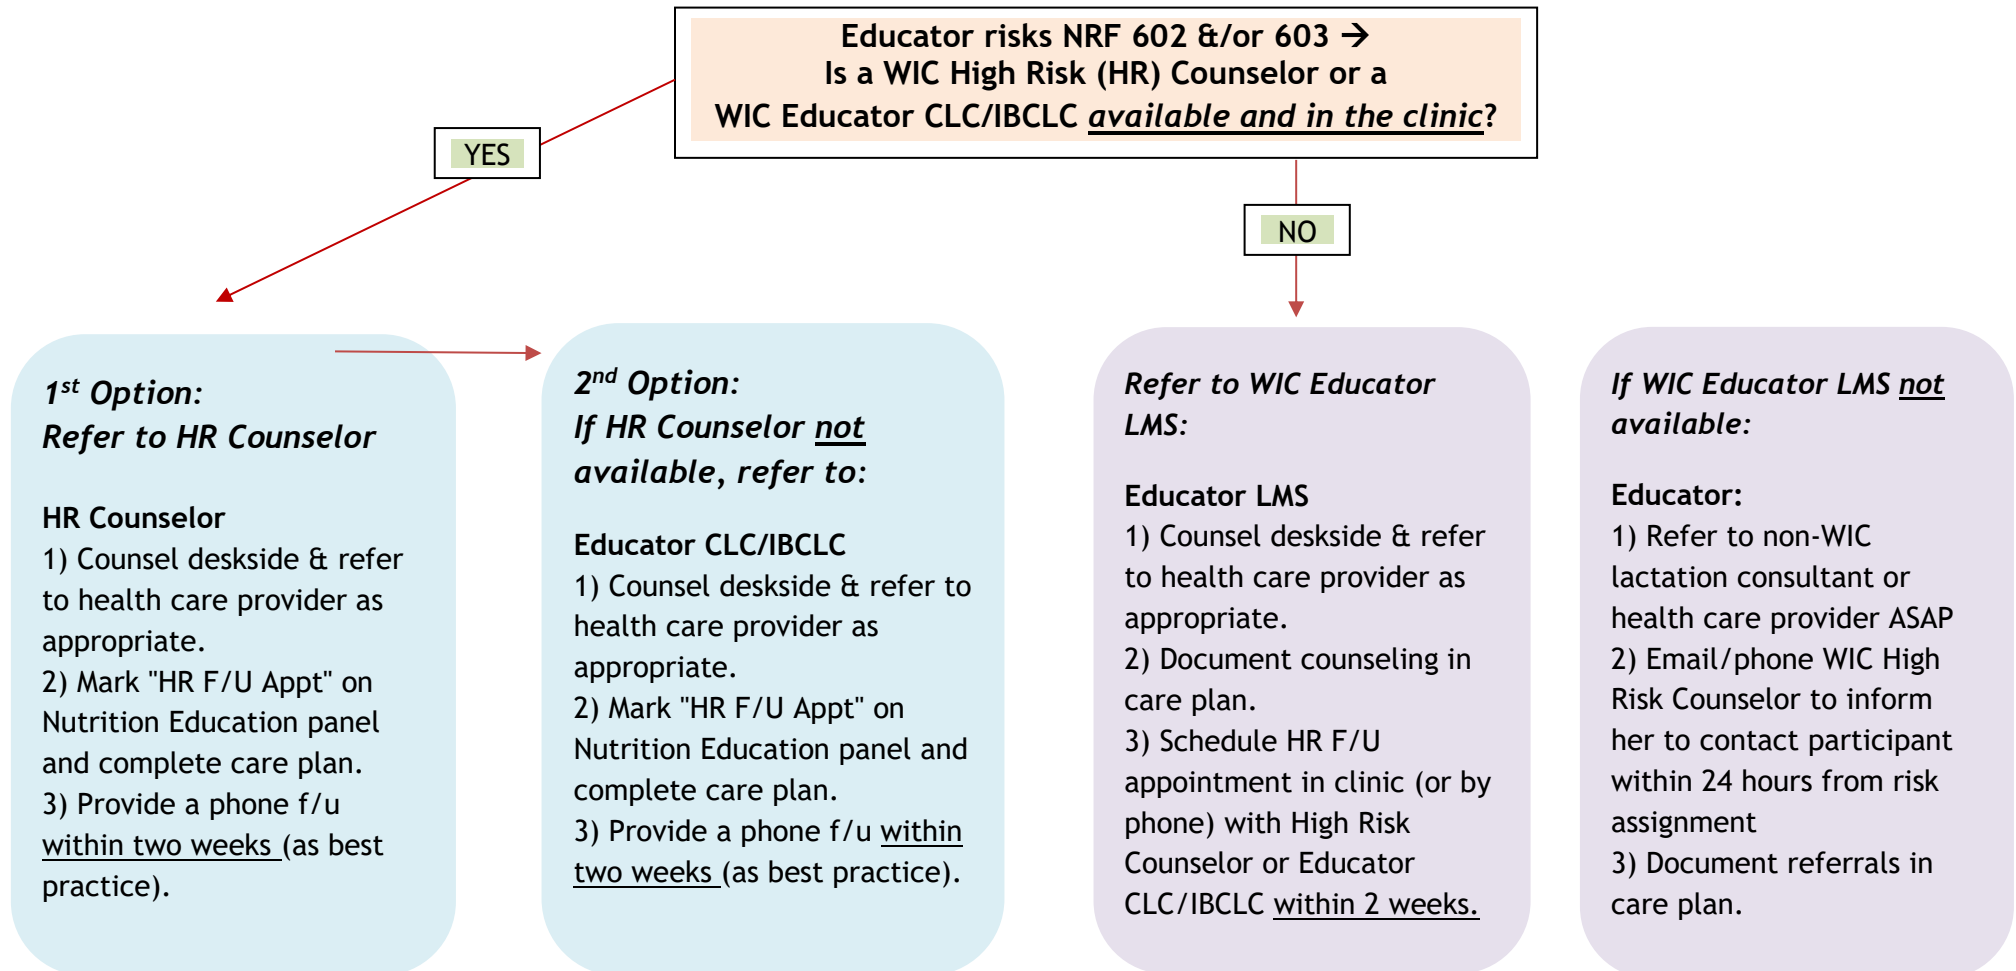 Educator risks NRF 602 &/or 603 →
Is a WIC High Risk (HR) Counselor or a
WIC Educator CLC/IBCLC available and in the clinic?
YES
NO
1st Option:
Refer to HR Counselor
HR Counselor
1) Counsel deskside & refer
to health care provider as
appropriate.
2) Mark "HR F/U Appt" on
Nutrition Education panel
and complete care plan.
3) Provide a phone f/u
within two weeks (as best
practice).
2nd Option:
If HR Counselor not
available, refer to:
Educator CLC/IBCLC
1) Counsel deskside & refer to
health care provider as
appropriate.
2) Mark "HR F/U Appt" on
Nutrition Education panel and
complete care plan.
3) Provide a phone f/u within
two weeks (as best practice).
Refer to WIC Educator
LMS:
Educator LMS
1) Counsel deskside & refer
to health care provider as
appropriate.
2) Document counseling in
care plan.
3) Schedule HR F/U
appointment in clinic (or by
phone) with High Risk
Counselor or Educator
CLC/IBCLC within 2 weeks.
If WIC Educator LMS not
available:
Educator:
1) Refer to non-WIC
lactation consultant or
health care provider ASAP
2) Email/phone WIC High
Risk Counselor to inform
her to contact participant
within 24 hours from risk
assignment
3) Document referrals in
care plan.